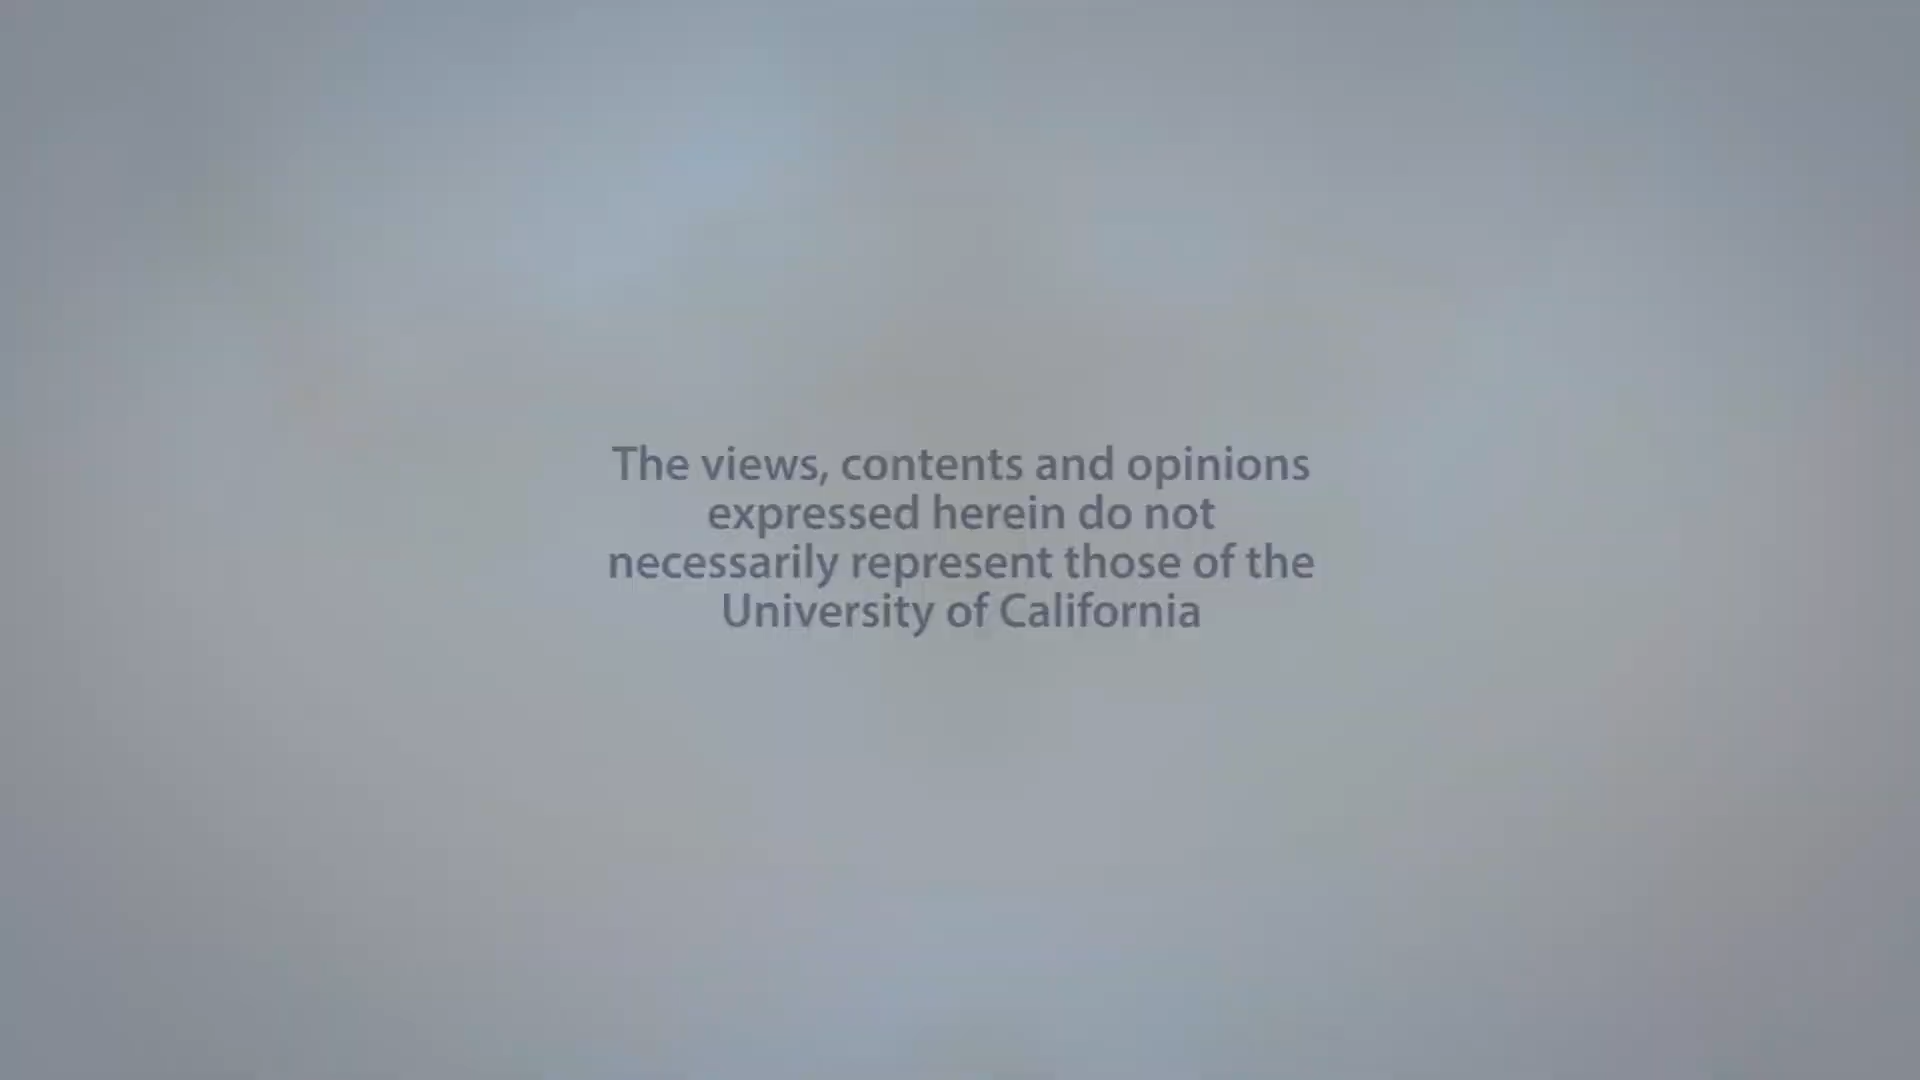 The views, contents and opinions
expressed herein do not
necessarily represent those of the
University of California